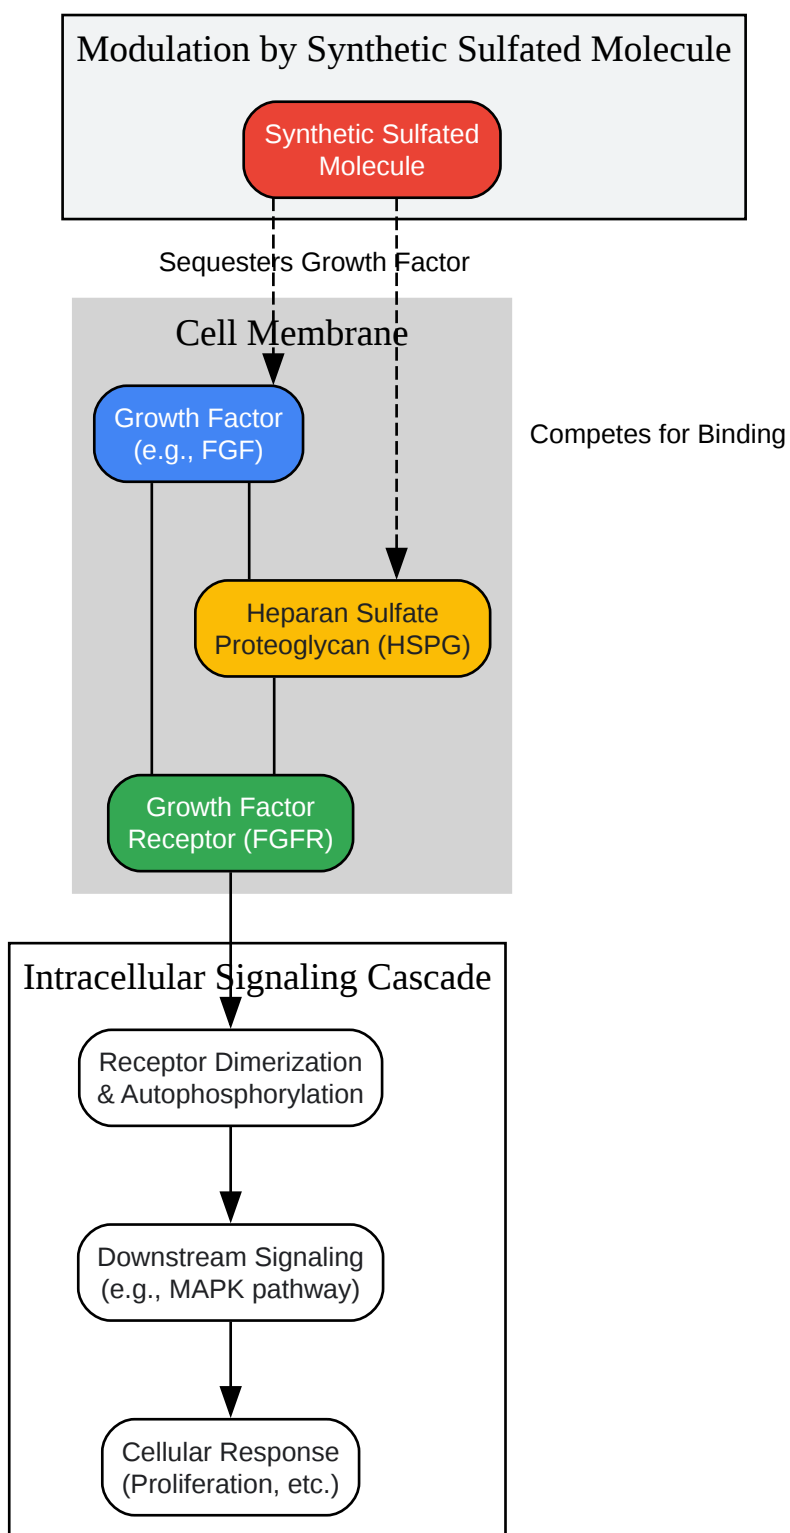 Modulation by Synthetic Sulfated Molecule
Synthetic Sulfated
Molecule
Sequesters Growth Factor
Cell Membrane
Growth Factor
(e.g., FGF)
Competes for Binding
Heparan Sulfate
Proteoglycan (HSPG)
Growth Factor
Receptor (FGFR)
Intracellular Signaling Cascade
Receptor Dimerization
& Autophosphorylation
Downstream Signaling
(e.g., MAPK pathway)
Cellular Response
(Proliferation, etc.)